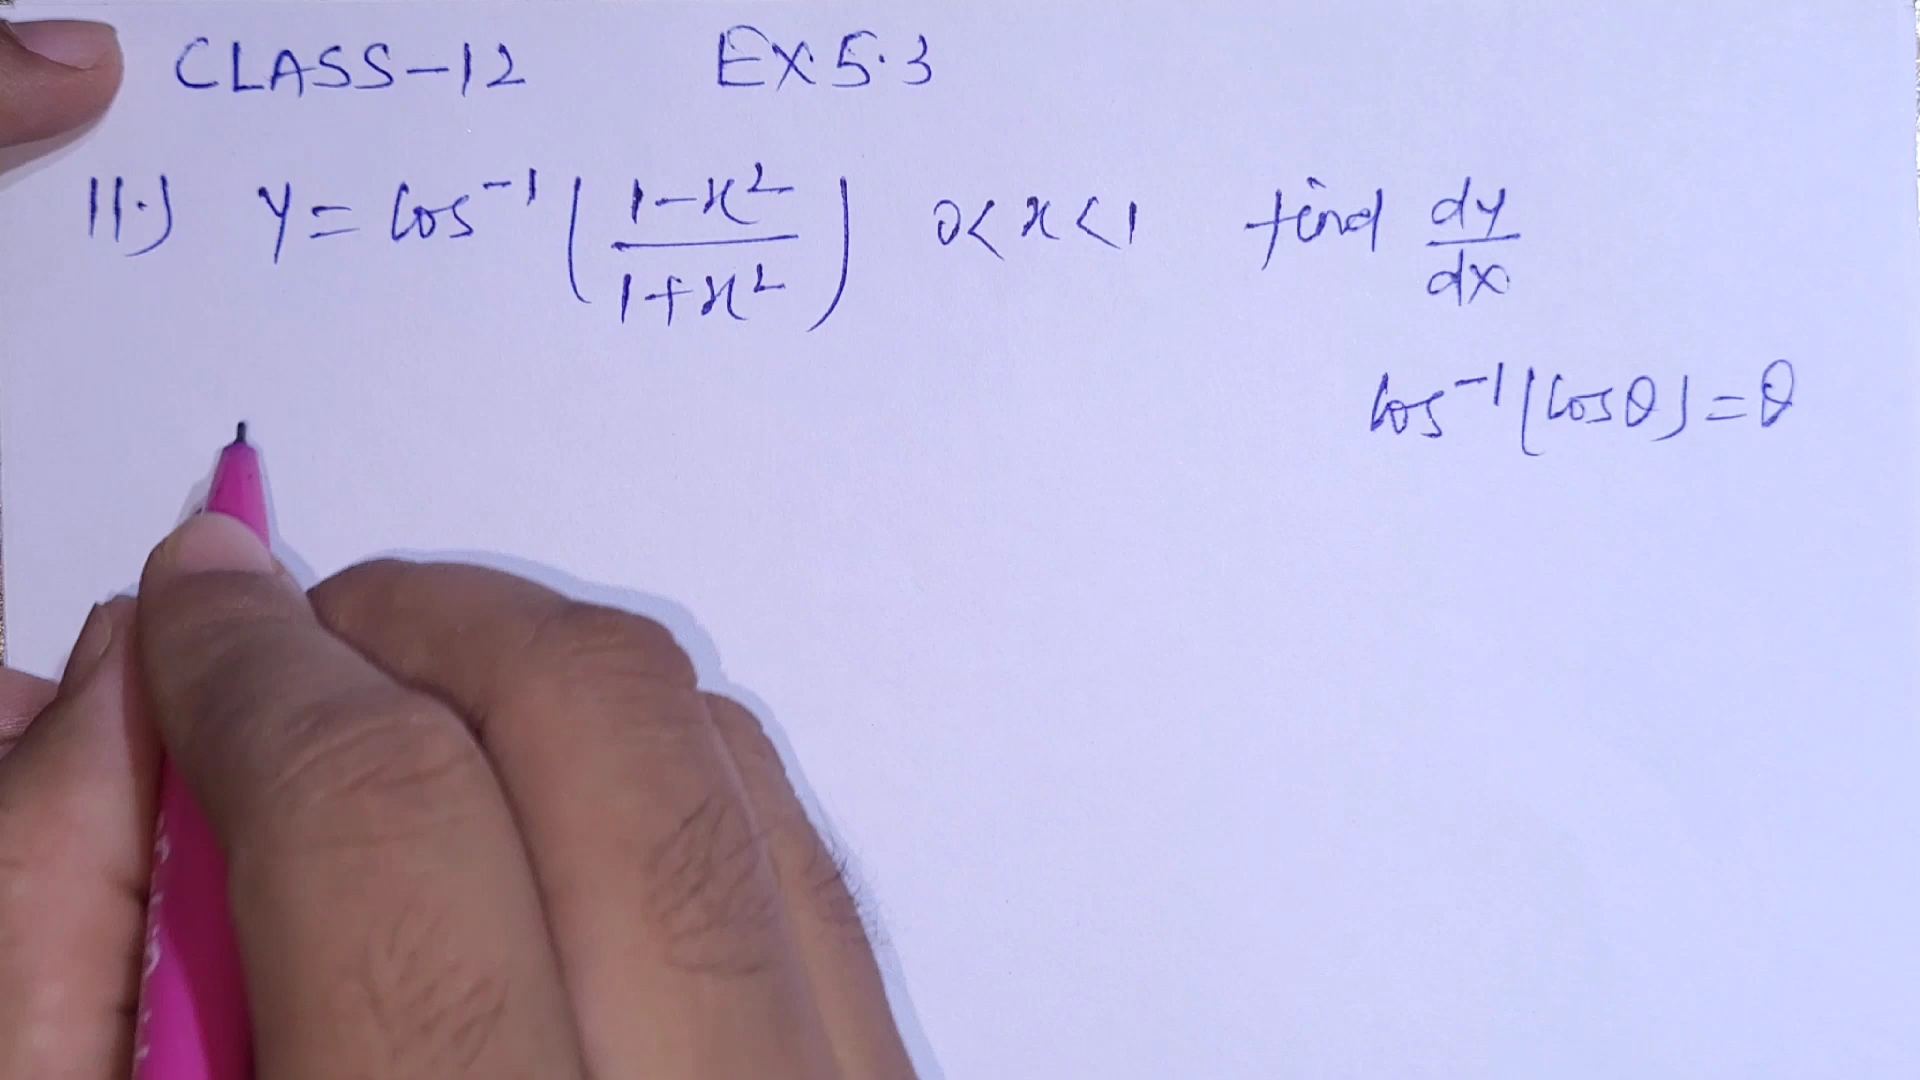 CLASS-12 EX 5.3
11.) y = cos⁻¹ ( (1-x²)/(1+x²) ) 0<x<1 find dy/dx
cos⁻¹(cosθ) = θ